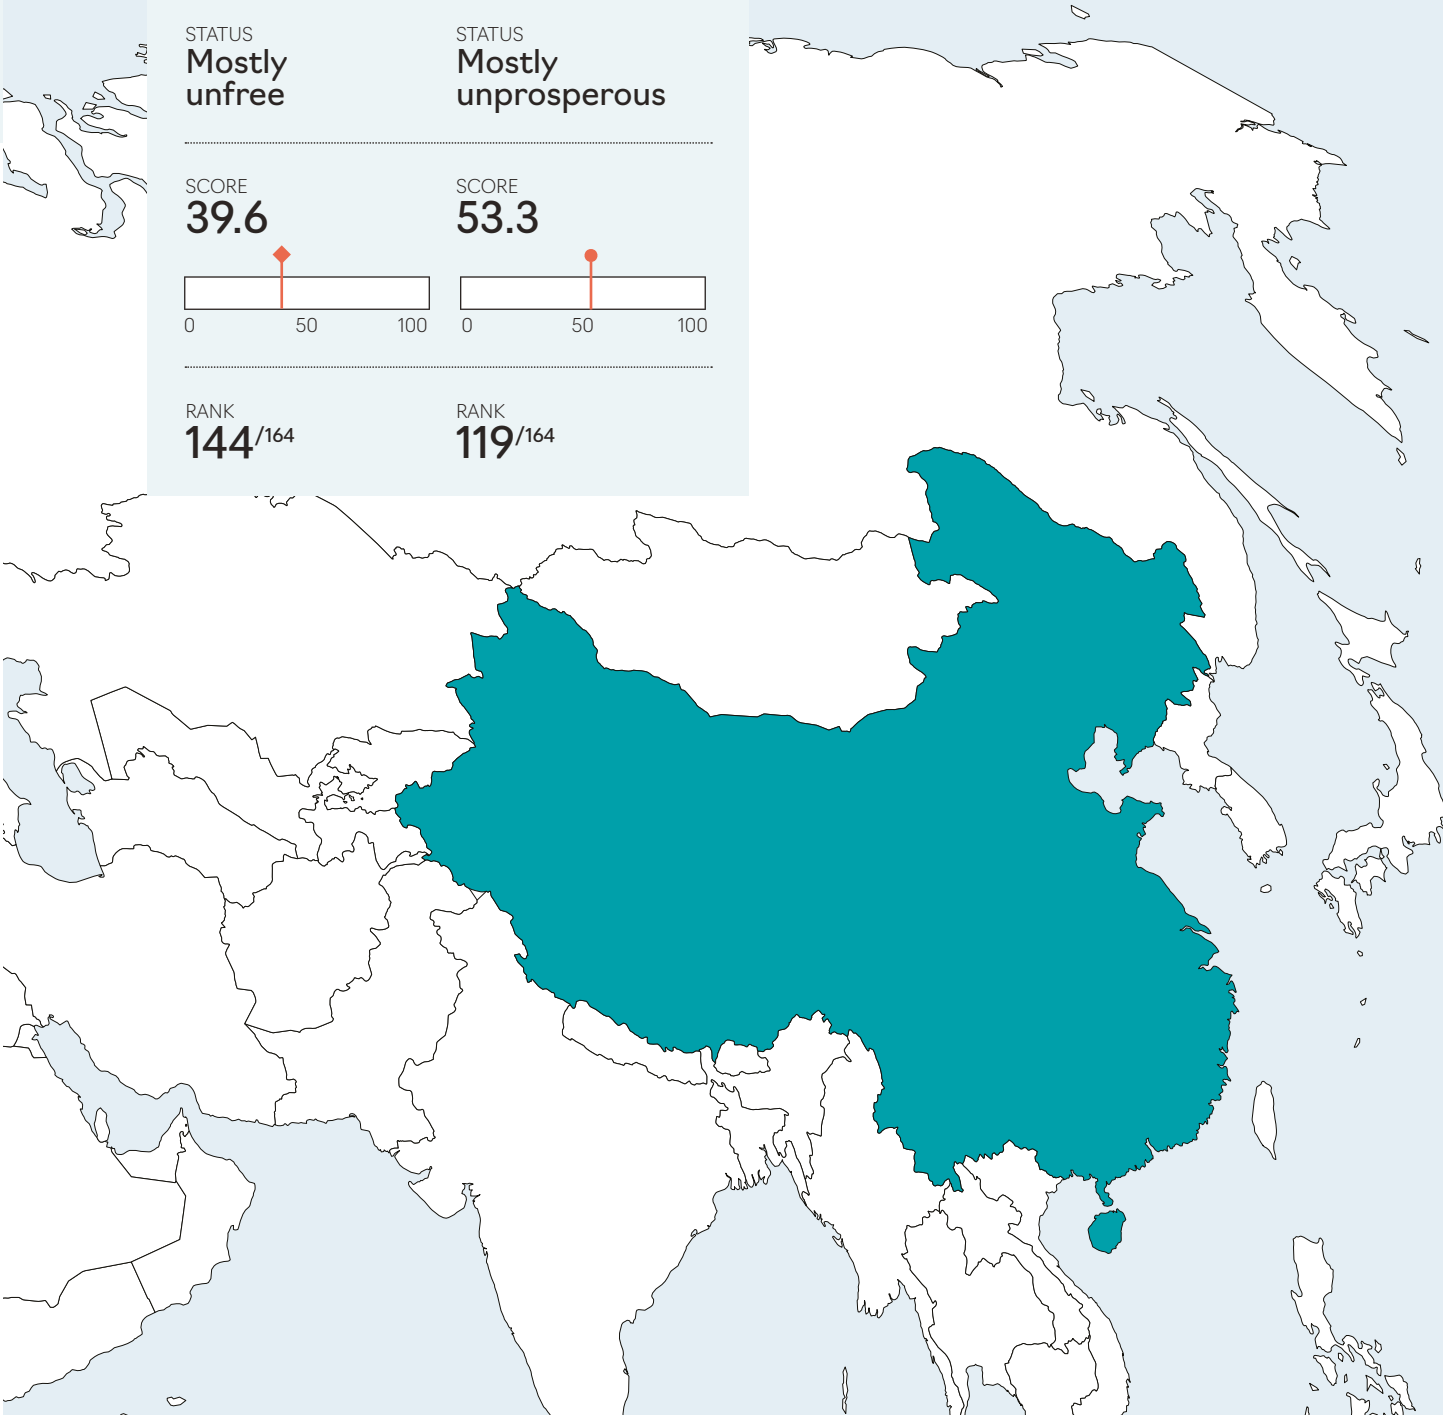 STATUS
Mostly
unfree
STATUS
Mostly
unprosperous
SCORE
39.6
SCORE
53.3
0 50 100
0 50 100
RANK
144/164
RANK
119/164